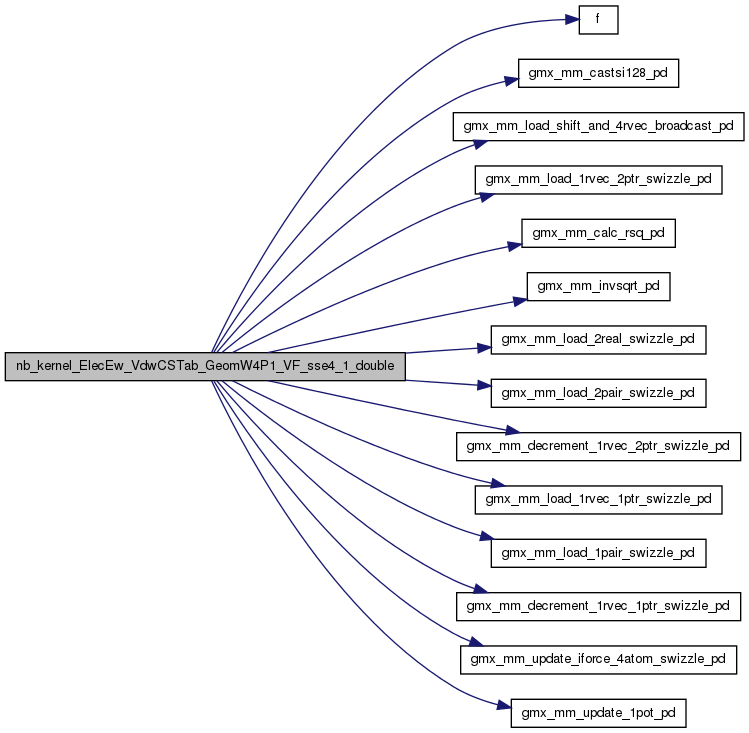 f
gmx_mm_castsi128_pd
gmx_mm_load_shift_and_4rvec_broadcast_pd
gmx_mm_load_1rvec_2ptr_swizzle_pd
gmx_mm_calc_rsq_pd
gmx_mm_invsqrt_pd
gmx_mm_load_2real_swizzle_pd
nb_kernel_ElecEw_VdwCSTab_GeomW4P1_VF_sse4_1_double
gmx_mm_load_2pair_swizzle_pd
gmx_mm_decrement_1rvec_2ptr_swizzle_pd
gmx_mm_load_1rvec_1ptr_swizzle_pd
gmx_mm_load_1pair_swizzle_pd
gmx_mm_decrement_1rvec_1ptr_swizzle_pd
gmx_mm_update_iforce_4atom_swizzle_pd
gmx_mm_update_1pot_pd